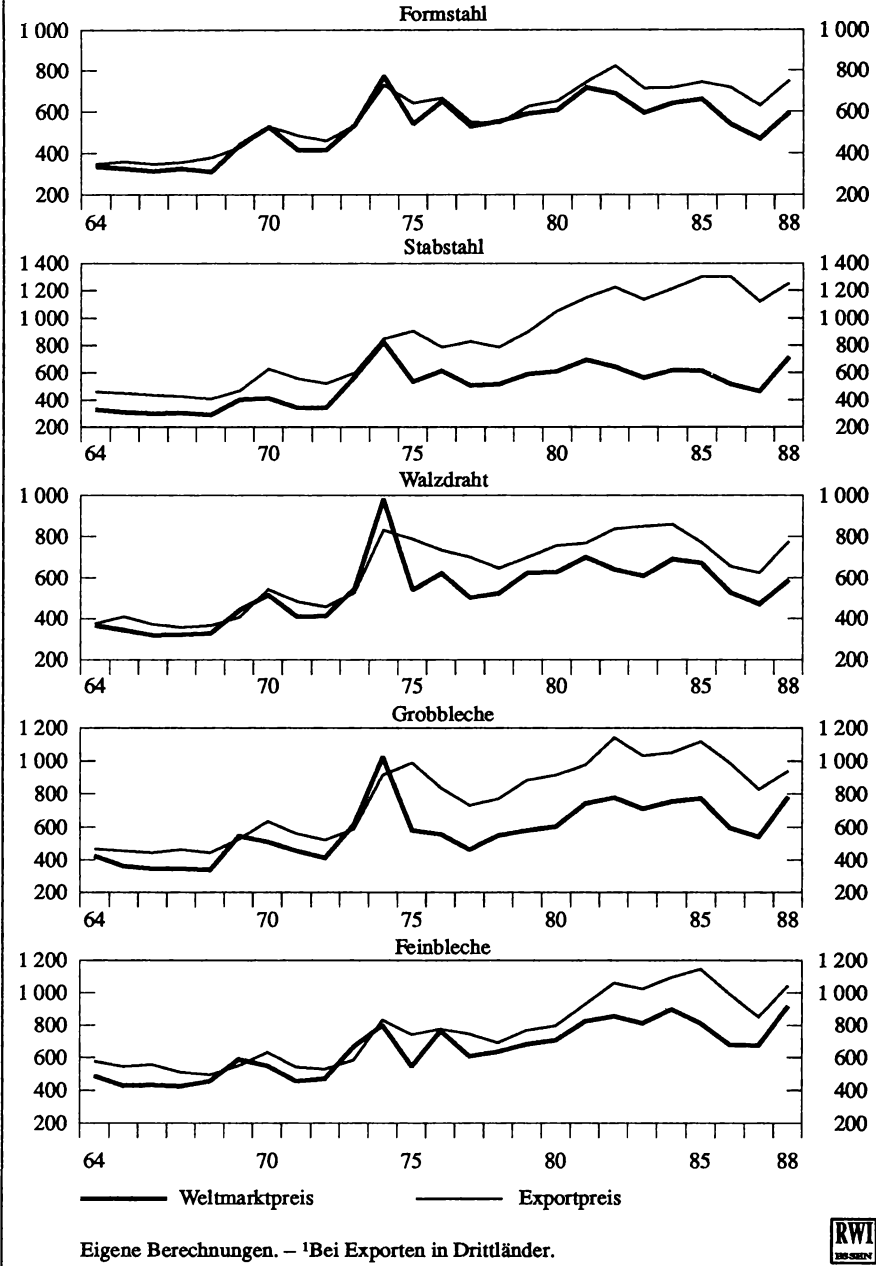 Formstahl
1 000 1 000
800 800
600 600
400 400
200 200
64 70 75 80 85 88
Stabstahl
1 400 1 400
1 200 1 200
1 000 1 000
800 800
600 600
400 400
200 200
64 70 75 80 85 88
Walzdraht
1 000 1 000
800 800
600 600
400 400
200 200
64 70 75 80 85 88
Grobbleche
1 200 1 200
1 000 1 000
800 800
600 600
400 400
200 200
64 70 75 80 85 88
Feinbleche
1 200 1 200
1 000 1 000
800 800
600 600
400 400
200 200
64 70 75 80 85 88
Weltmarktpreis Exportpreis
Eigene Berechnungen. – ¹Bei Exporten in Drittländer.
RWI
ESSEN